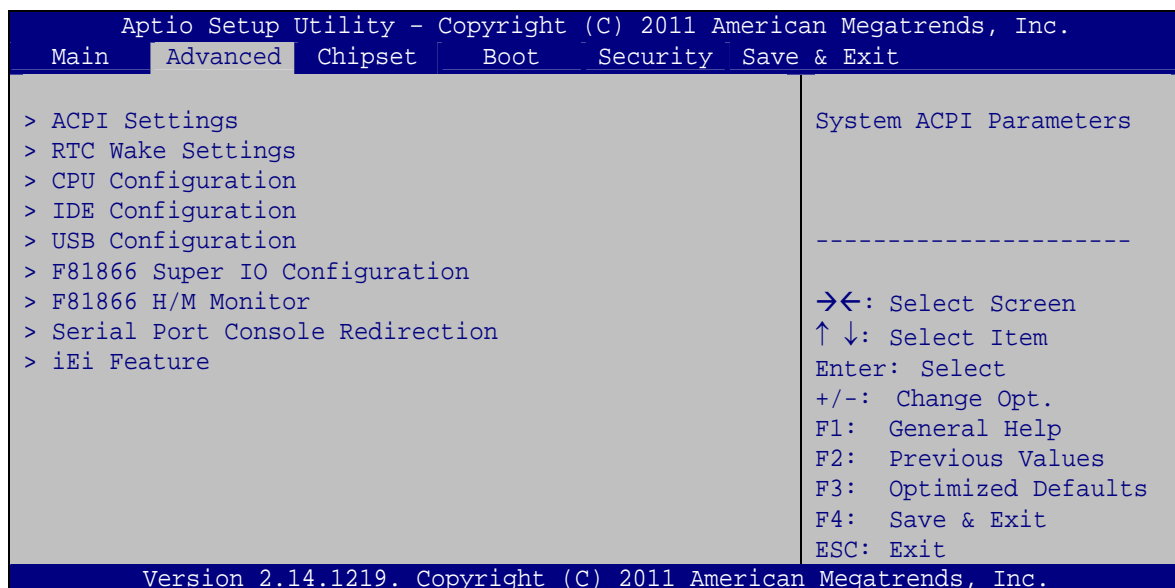 Aptio Setup Utility – Copyright (C) 2011 American Megatrends, Inc.
Main Advanced Chipset Boot Security Save & Exit
> ACPI Settings
> RTC Wake Settings
> CPU Configuration
> IDE Configuration
> USB Configuration
> F81866 Super IO Configuration
> F81866 H/M Monitor
> Serial Port Console Redirection
> iEi Feature
System ACPI Parameters
----------------------
→←: Select Screen
↑ ↓: Select Item
Enter: Select
+/-: Change Opt.
F1: General Help
F2: Previous Values
F3: Optimized Defaults
F4: Save & Exit
ESC: Exit
Version 2.14.1219. Copyright (C) 2011 American Megatrends, Inc.